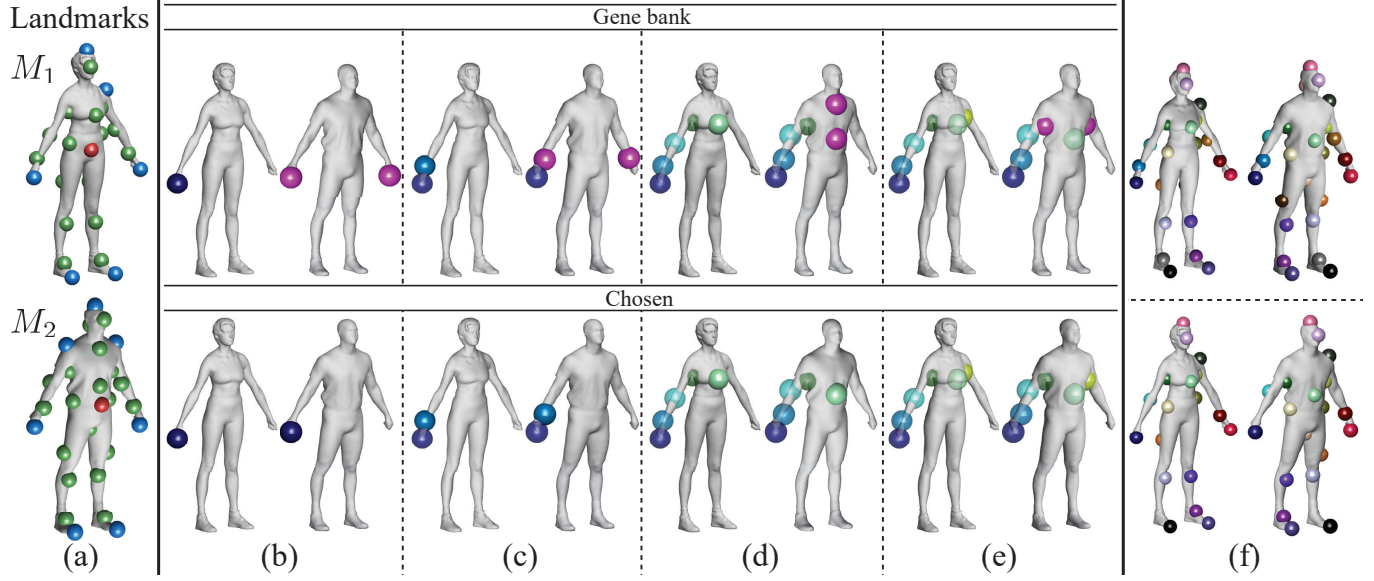 Landmarks
Gene bank
M₁
Chosen
M₂
(a)
(b)
(c)
(d)
(e)
(f)